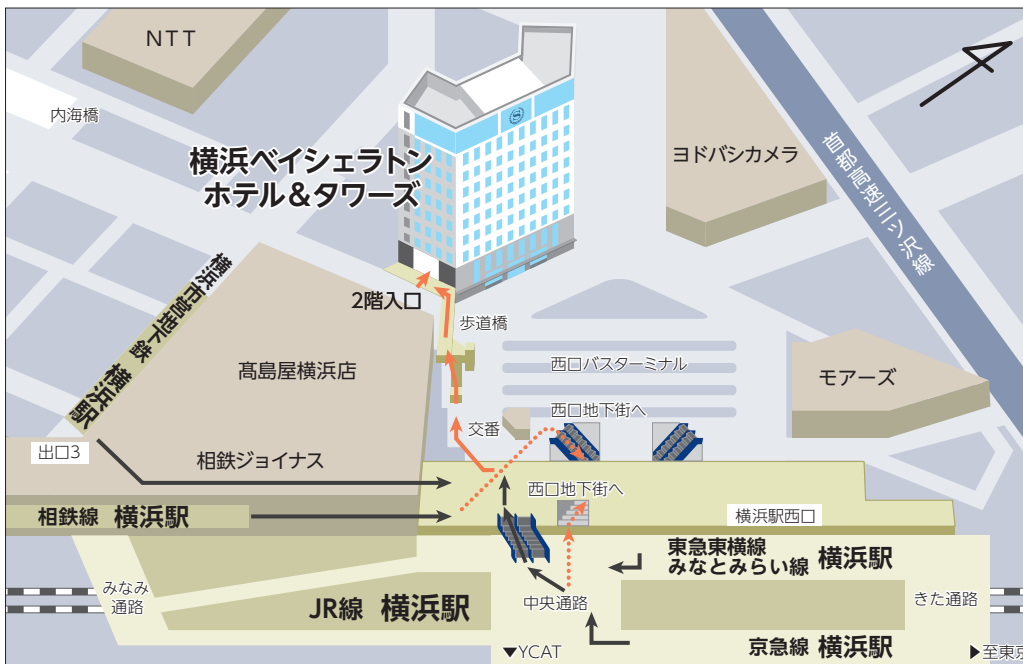 NTT
内海橋
横浜ベイシェラトン
ホテル&タワーズ
S
ヨドバシカメラ
首都高速三ツ沢線
横浜市営地下鉄 横浜駅
2階入口
歩道橋
髙島屋横浜店
西口バスターミナル
モアーズ
西口地下街へ
交番
出口3
相鉄ジョイナス
西口地下街へ
相鉄線 横浜駅
横浜駅西口
東急東横線
みなとみらい線 横浜駅
みなみ
通路
JR線 横浜駅
中央通路
きた通路
京急線 横浜駅
▼YCAT
▶至東京